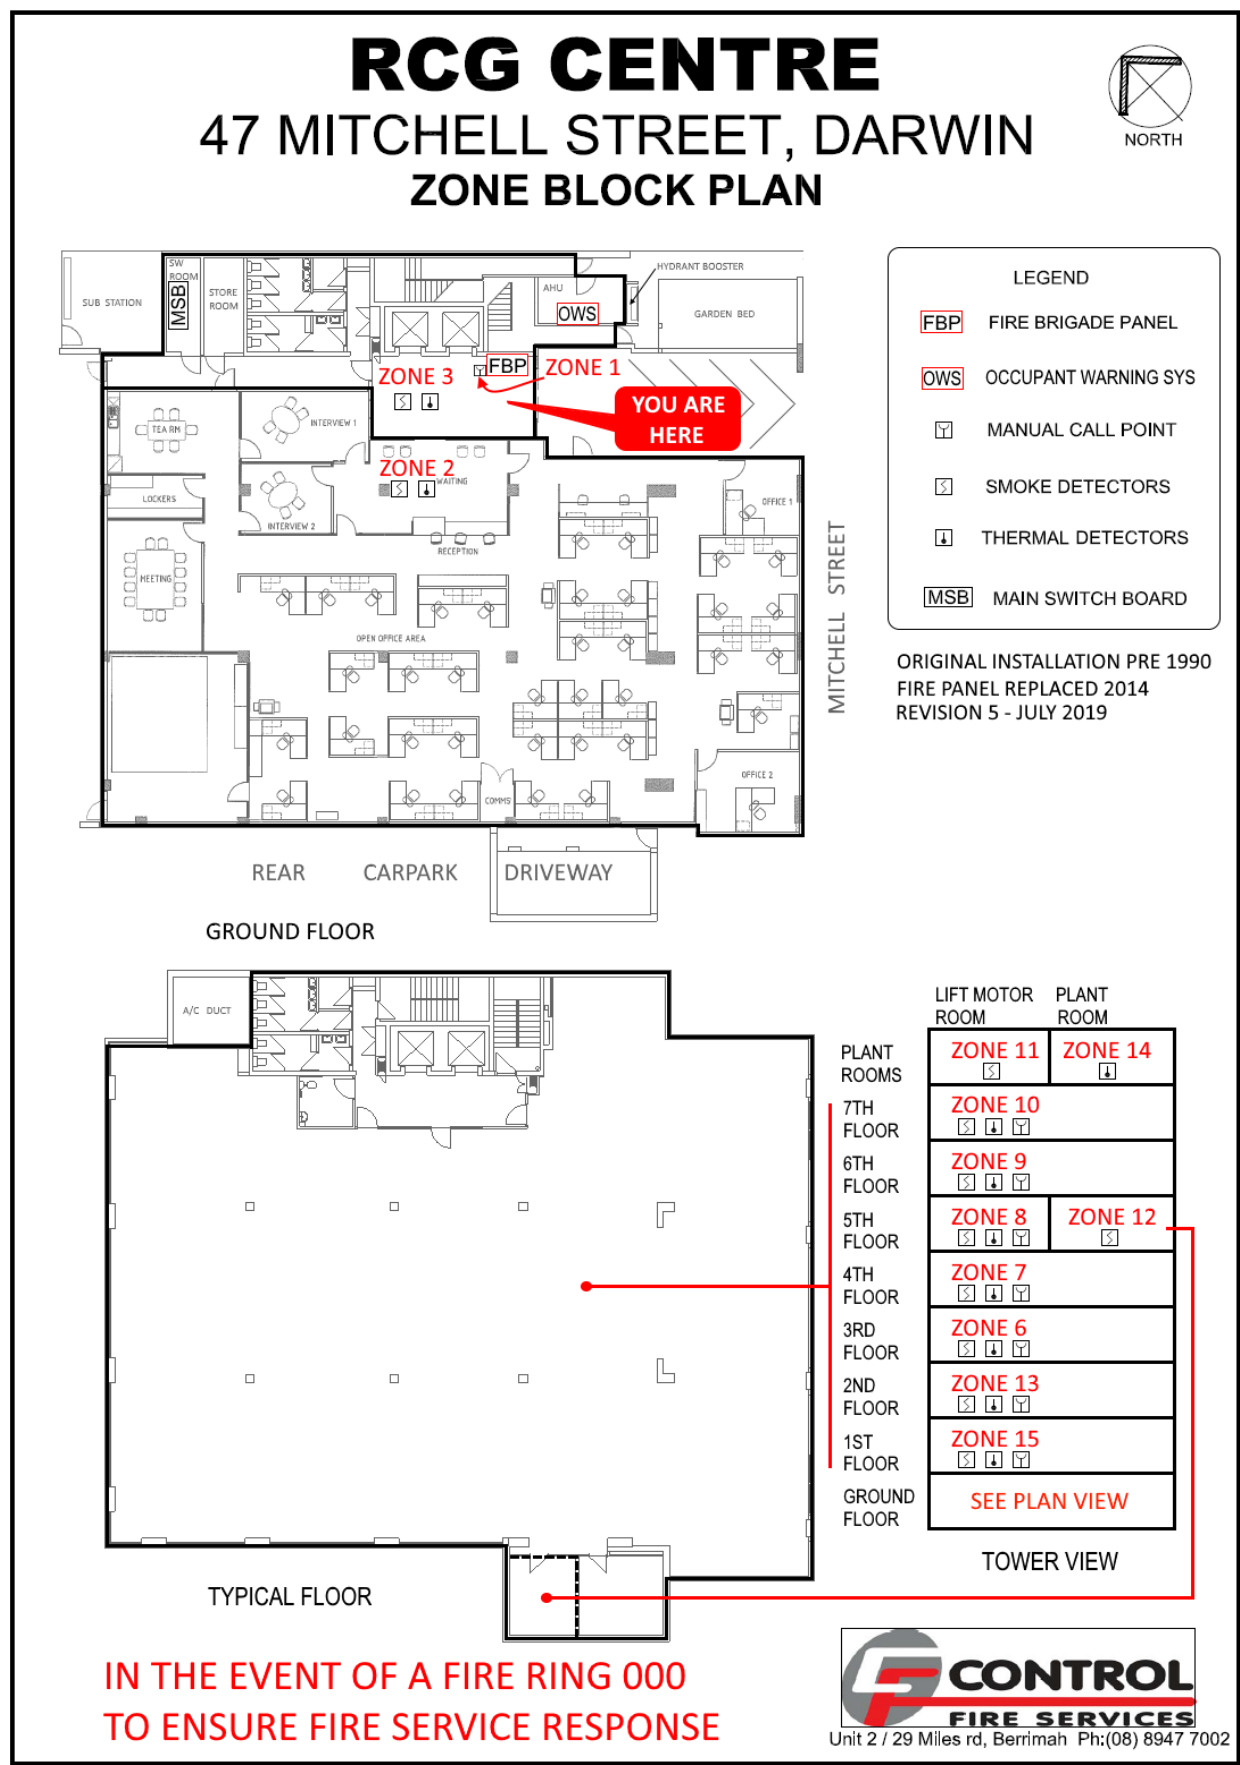 RCG CENTRE
47 MITCHELL STREET, DARWIN
ZONE BLOCK PLAN
NORTH
SUB STATION
SW
ROOM
MSB
STORE
ROOM
AHU
OWS
HYDRANT BOOSTER
GARDEN BED
FBP
ZONE 3
ZONE 1
YOU ARE
HERE
TEA RM
INTERVIEW 1
ZONE 2
WAITING
LOCKERS
INTERVIEW 2
OFFICE 1
RECEPTION
MEETING
OPEN OFFICE AREA
OFFICE 2
COMMS
MITCHELL STREET
REAR CARPARK DRIVEWAY
GROUND FLOOR
LEGEND
FBP FIRE BRIGADE PANEL
OWS OCCUPANT WARNING SYS
MANUAL CALL POINT
SMOKE DETECTORS
THERMAL DETECTORS
MSB MAIN SWITCH BOARD
ORIGINAL INSTALLATION PRE 1990
FIRE PANEL REPLACED 2014
REVISION 5 - JULY 2019
A/C DUCT
TYPICAL FLOOR
LIFT MOTOR
ROOM
PLANT
ROOM
PLANT
ROOMS
ZONE 11
ZONE 14
7TH
FLOOR
ZONE 10
6TH
FLOOR
ZONE 9
5TH
FLOOR
ZONE 8
ZONE 12
4TH
FLOOR
ZONE 7
3RD
FLOOR
ZONE 6
2ND
FLOOR
ZONE 13
1ST
FLOOR
ZONE 15
GROUND
FLOOR
SEE PLAN VIEW
TOWER VIEW
IN THE EVENT OF A FIRE RING 000
TO ENSURE FIRE SERVICE RESPONSE
CF CONTROL
FIRE SERVICES
Unit 2 / 29 Miles rd, Berrimah Ph:(08) 8947 7002